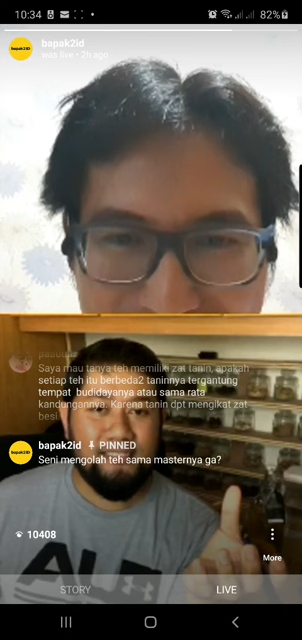 10:34
82%
bapak2id
bapak2id
was live • 2h ago
Saya mau tanya teh memiliki zat tanin, apakah
setiap teh itu berbeda2 taninnya tergantung
tempat budidayanya atau sama rata
kandungannya. Karena tanin dpt mengikat zat
besi.
bapak2id
bapak2id PINNED
Seni mengolah teh sama masternya ga?
10408
More
STORY
LIVE